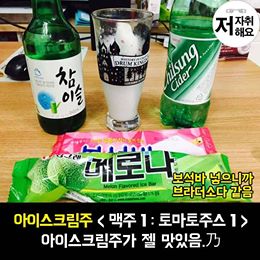 저 자취
해요
참
이슬
DRUM
Chilsung
Cider
메로나
Melon Flavored Ice Bar
보석바 넣으니까
브라더소다 같음
아이스크림주 < 맥주 1 : 토마토주스 1 >
아이스크림주가 젤 맛있음.